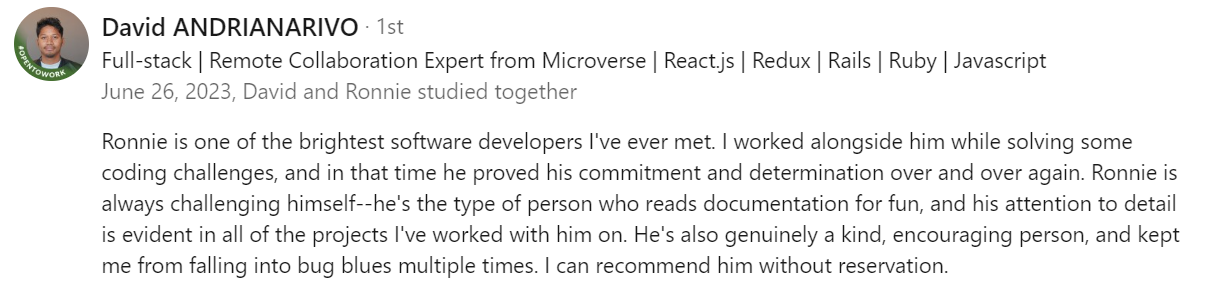 David ANDRIANARIVO · 1st
Full-stack | Remote Collaboration Expert from Microverse | React.js | Redux | Rails | Ruby | Javascript
June 26, 2023, David and Ronnie studied together
#OPENTOWORK
Ronnie is one of the brightest software developers I've ever met. I worked alongside him while solving some
coding challenges, and in that time he proved his commitment and determination over and over again. Ronnie is
always challenging himself--he's the type of person who reads documentation for fun, and his attention to detail
is evident in all of the projects I've worked with him on. He's also genuinely a kind, encouraging person, and kept
me from falling into bug blues multiple times. I can recommend him without reservation.